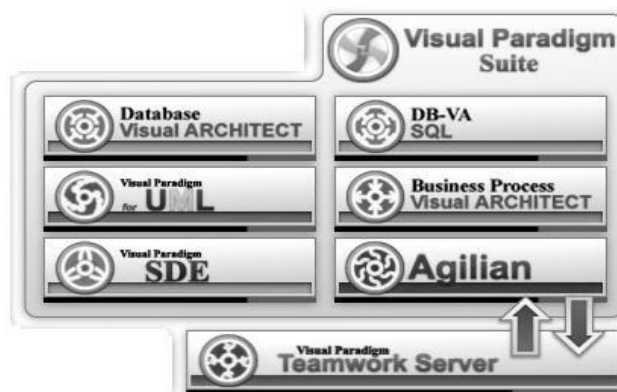 Visual Paradigm
Suite
Database
Visual ARCHITECT
DB-VA
SQL
Visual Paradigm
for UML
Business Process
Visual ARCHITECT
Visual Paradigm
SDE
Agilian
Visual Paradigm
Teamwork Server